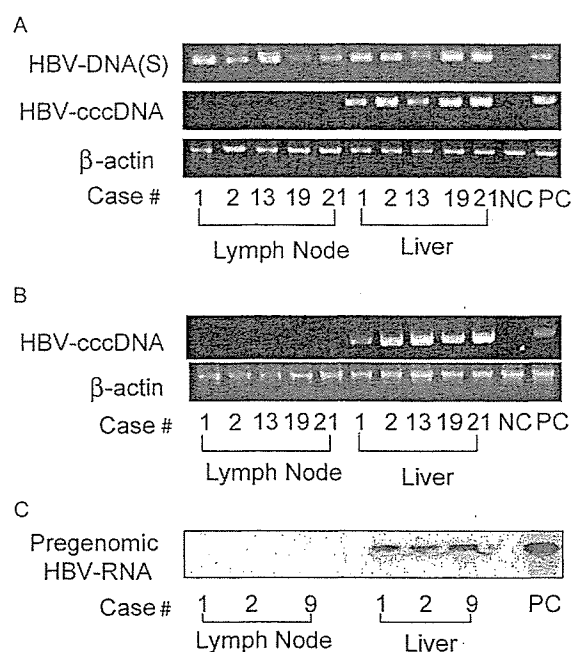 A
HBV-DNA(S)
HBV-cccDNA
β-actin
Case # 1 2 13 19 21 1 2 13 19 21 NC PC
Lymph Node Liver
B
HBV-cccDNA
β-actin
Case # 1 2 13 19 21 1 2 13 19 21 NC PC
Lymph Node Liver
C
Pregenomic
HBV-RNA
Case # 1 2 9 1 2 9 PC
Lymph Node Liver